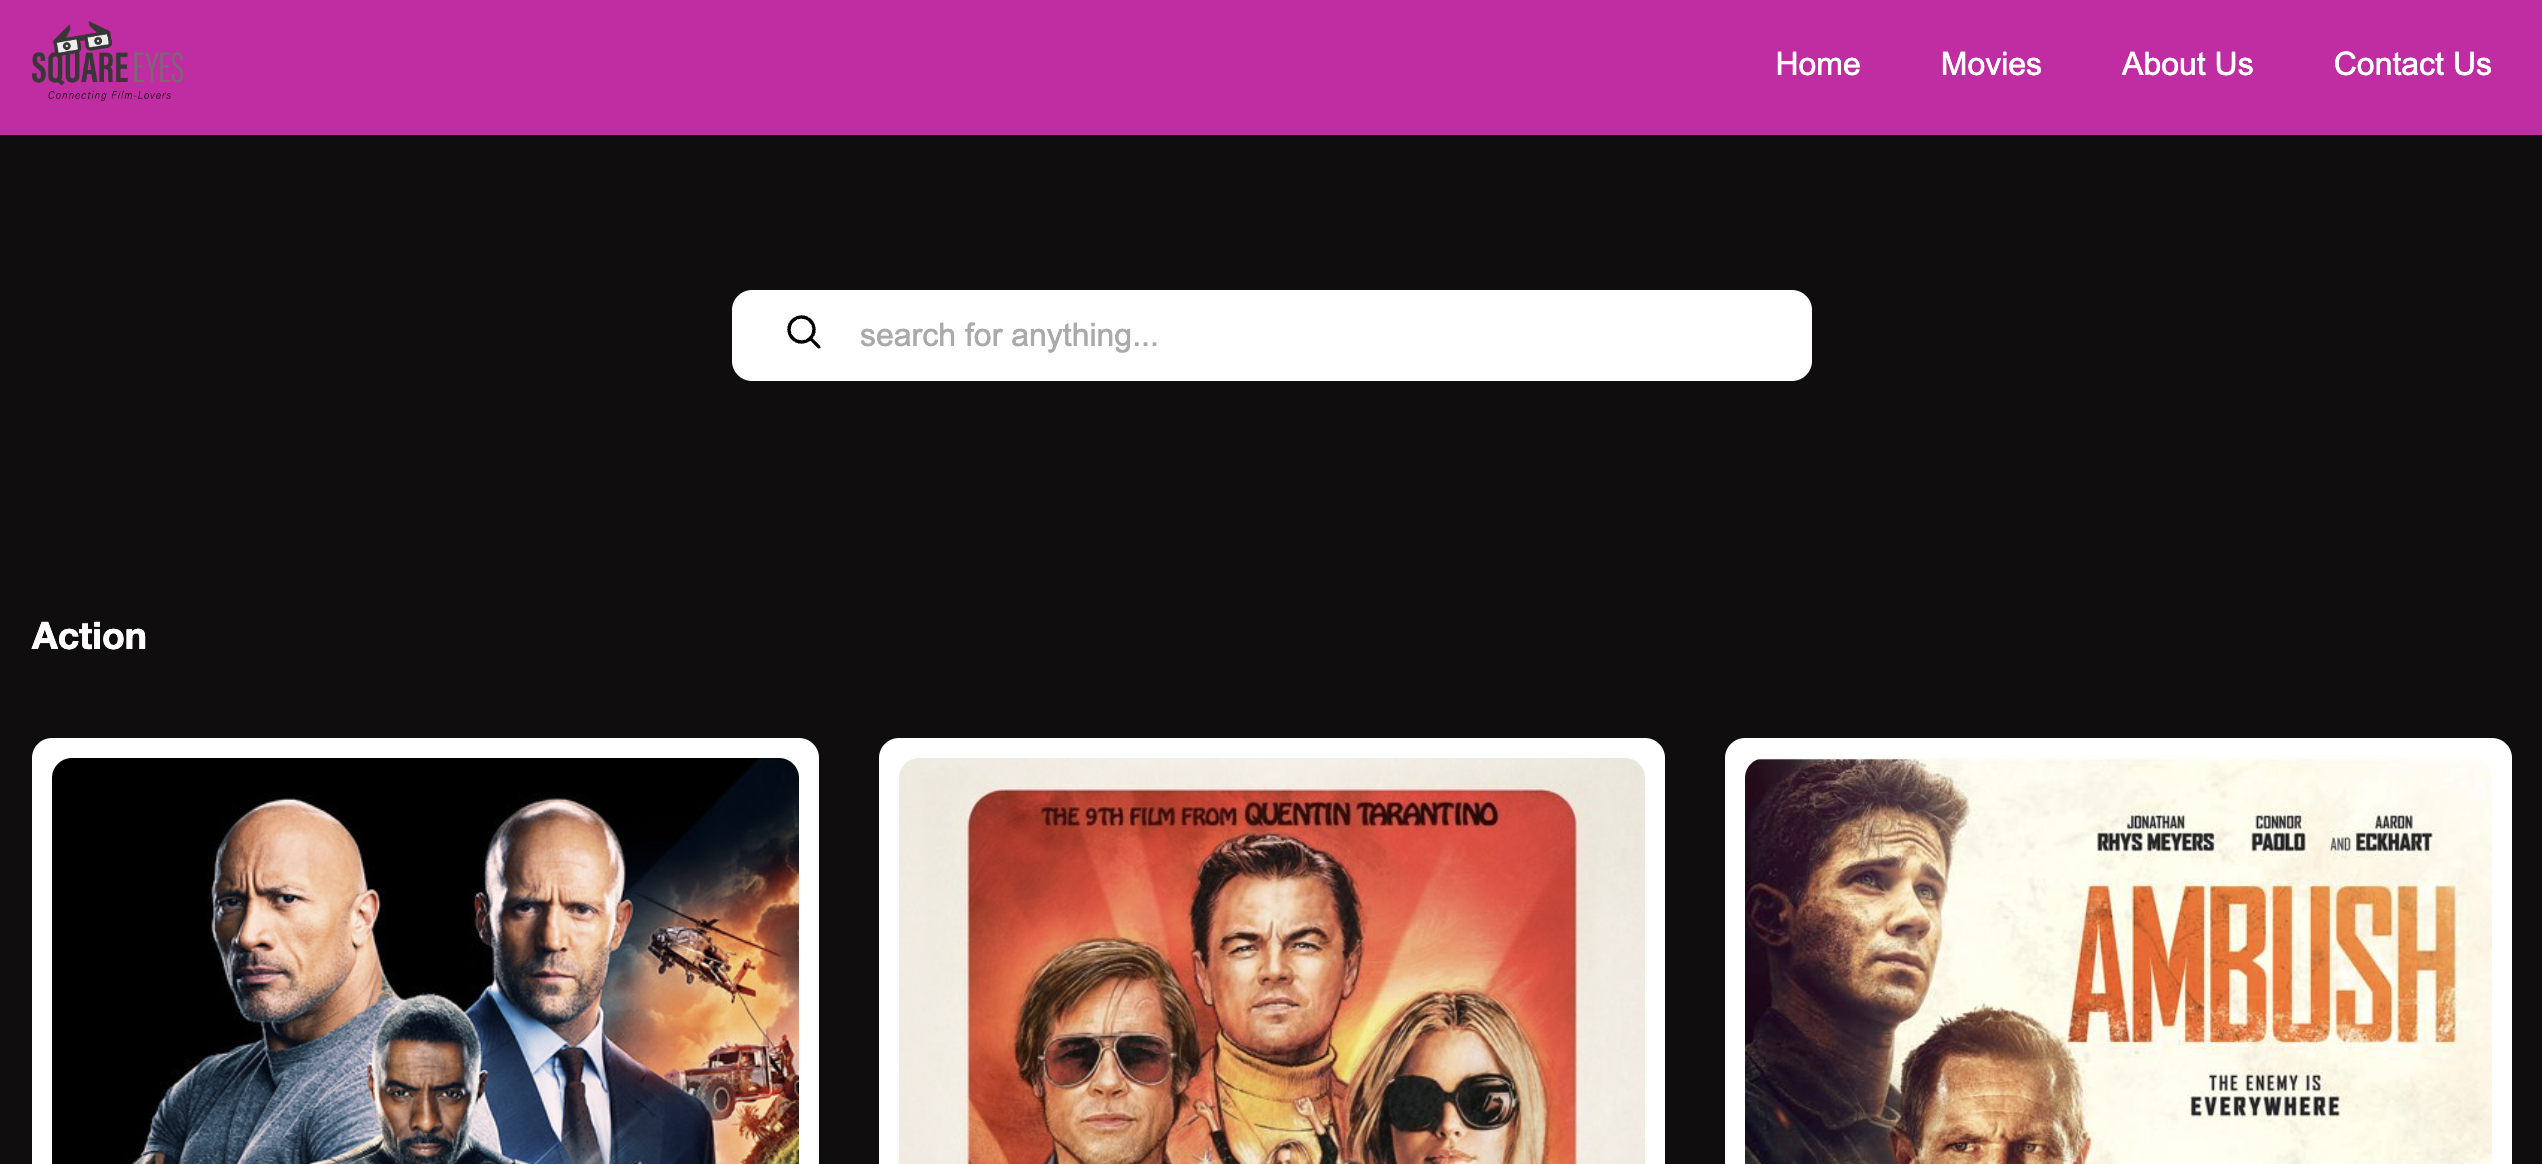 SQUARE EYES
Connecting Film-Lovers
Home
Movies
About Us
Contact Us
search for anything...
Action
THE 9TH FILM FROM QUENTIN TARANTINO
JONATHAN
RHYS MEYERS
CONNOR
PAOLO
AND
AARON
ECKHART
AMBUSH
THE ENEMY IS
EVERYWHERE